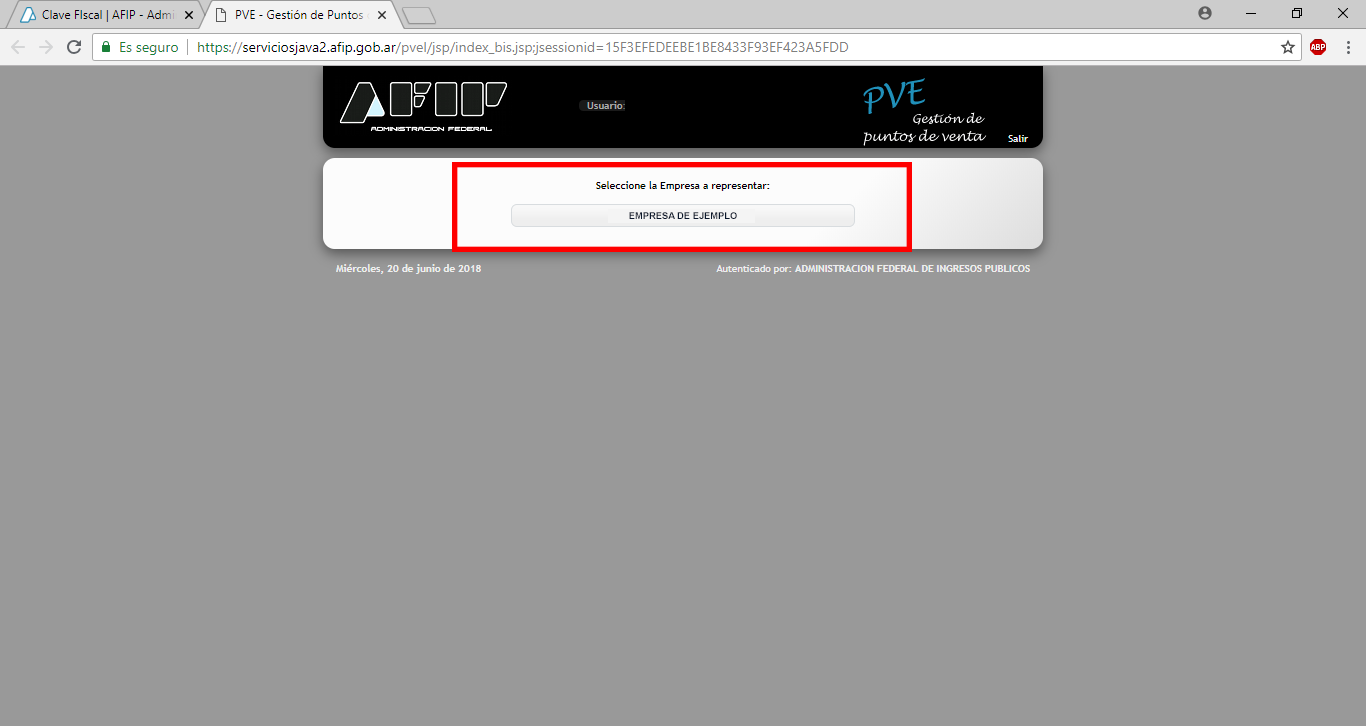 Clave FIscal | AFIP - Admi
PVE - Gestión de Puntos
Es seguro
https://serviciosjava2.afip.gob.ar/pvel/jsp/index_bis.jsp;jsessionid=15F3EFEDEEBE1BE8433F93EF423A5FDD
ABP
AFIP
ADMINISTRACION FEDERAL
Usuario:
PVE
Gestión de
puntos de venta
Salir
Seleccione la Empresa a representar:
EMPRESA DE EJEMPLO
Miércoles, 20 de junio de 2018
Autenticado por: ADMINISTRACION FEDERAL DE INGRESOS PUBLICOS